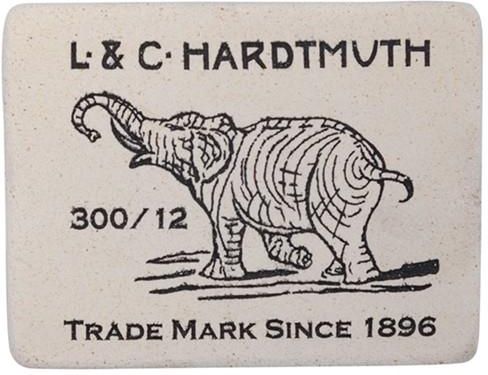 L · & C · HARDTMUTH
300/12
TRADE MARK SINCE 1896